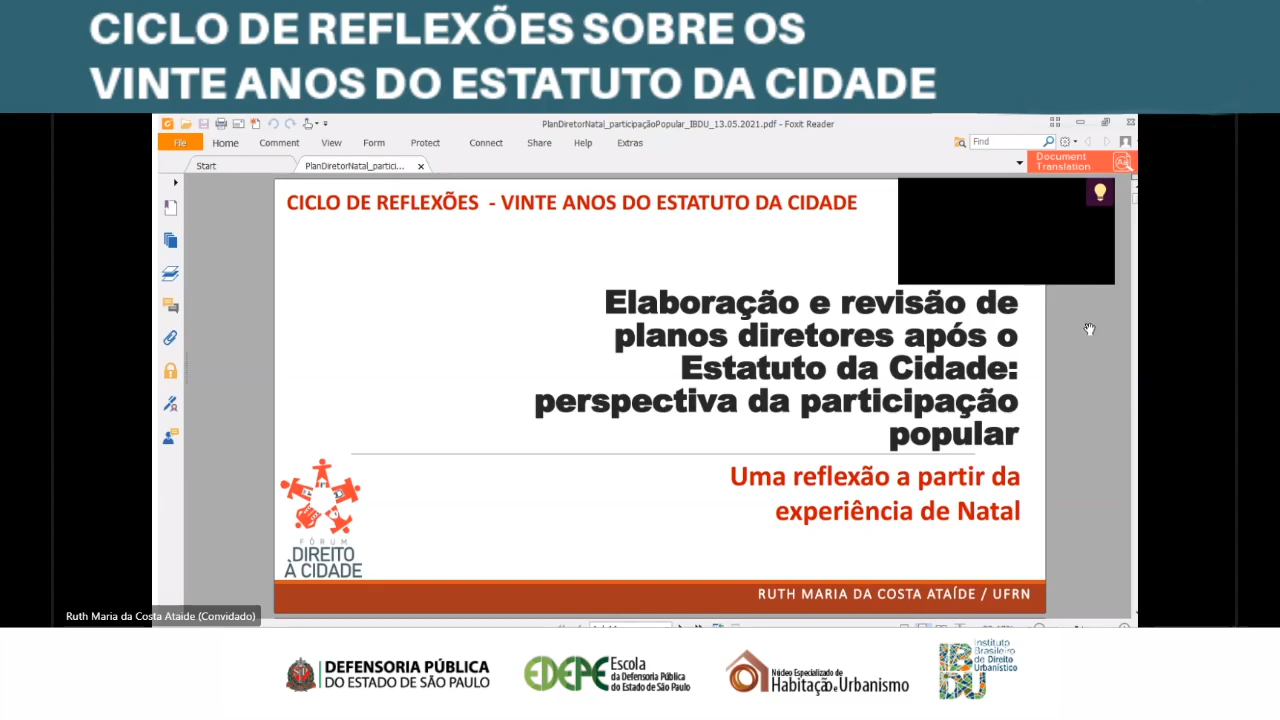 CICLO DE REFLEXÕES SOBRE OS
VINTE ANOS DO ESTATUTO DA CIDADE
PlanDiretorNatal_participaçãoPopular_IBDU_13.05.2021.pdf - Foxit Reader
File Home Comment View Form Protect Connect Share Help Extras
Find
Start
PlanDiretorNatal_partici...
Document
Translation
CICLO DE REFLEXÕES - VINTE ANOS DO ESTATUTO DA CIDADE
Elaboração e revisão de
planos diretores após o
Estatuto da Cidade:
perspectiva da participação
popular
Uma reflexão a partir da
experiência de Natal
FÓRUM
DIREITO
À CIDADE
RUTH MARIA DA COSTA ATAÍDE / UFRN
Ruth Maria da Costa Ataide (Convidado)
DEFENSORIA PÚBLICA
DO ESTADO DE SÃO PAULO
EDEPE
Escola
da Defensoria Pública
do Estado de São Paulo
Núcleo Especializado de
Habitação e Urbanismo
IBDU
Instituto
Brasileiro
de Direito
Urbanístico